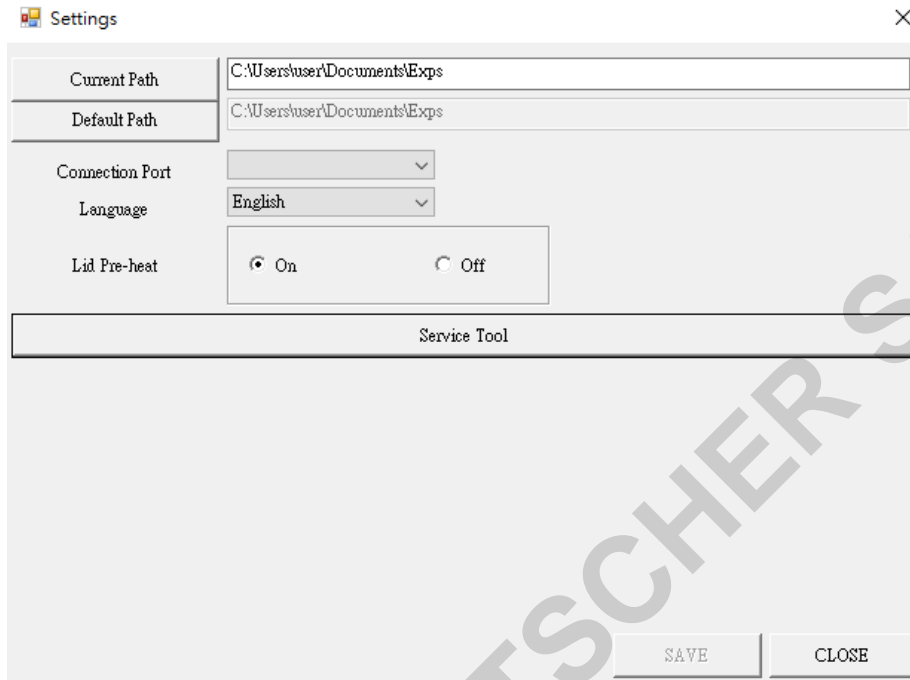 Settings
Current Path C:\Users\user\Documents\Exps
Default Path C:\Users\user\Documents\Exps
Connection Port
Language English
Lid Pre-heat On Off
Service Tool
TSCHER S
SAVE CLOSE